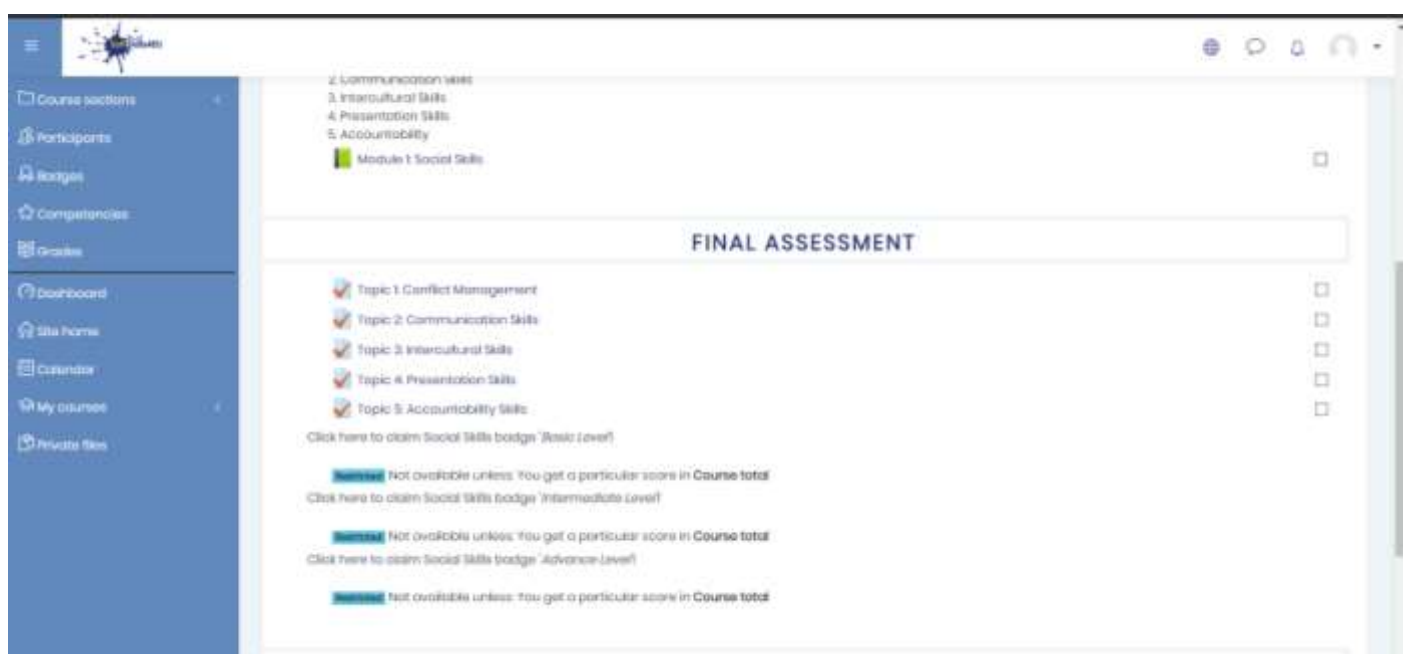 Course sections
Participants
Badges
Competencies
Grades
Dashboard
Site home
Calendar
My courses
Private files
2. Communication Skills
3. Intercultural Skills
4. Presentation Skills
5. Accountability
Module 1: Social Skills
FINAL ASSESSMENT
Topic 1: Conflict Management
Topic 2: Communication Skills
Topic 3: Intercultural Skills
Topic 4: Presentation Skills
Topic 5: Accountability Skills
Click here to claim Social Skills badge 'Basic Level'!
Restricted Not available unless: You get a particular score in Course total
Click here to claim Social Skills badge 'Intermediate Level'!
Restricted Not available unless: You get a particular score in Course total
Click here to claim Social Skills badge 'Advance Level'!
Restricted Not available unless: You get a particular score in Course total